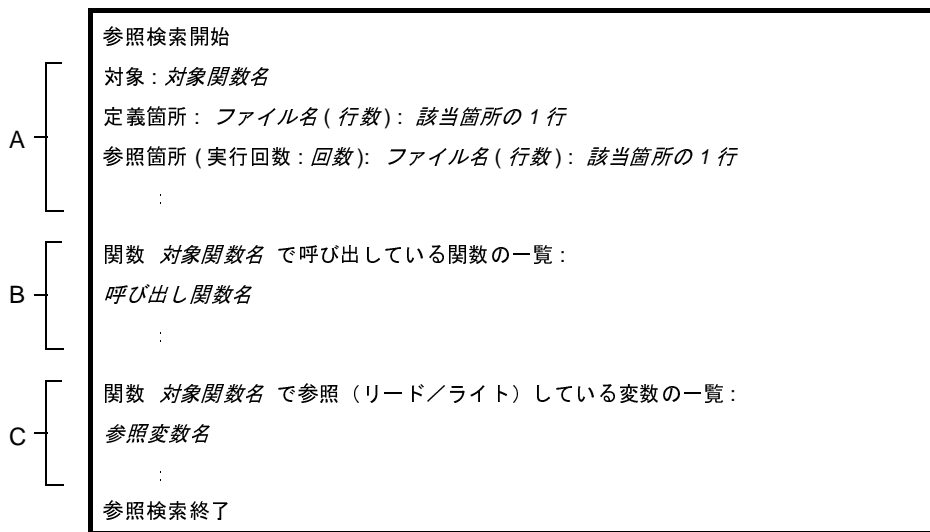 参照検索開始
対象 : 対象関数名
定義箇所 : ファイル名 ( 行数 ) : 該当箇所の 1 行
参照箇所 ( 実行回数 : 回数 ): ファイル名 ( 行数 ) : 該当箇所の 1 行
:
A
関数 対象関数名 で呼び出している関数の一覧 :
呼び出し関数名
:
B
関数 対象関数名 で参照（リード／ライト）している変数の一覧 :
参照変数名
:
C
参照検索終了